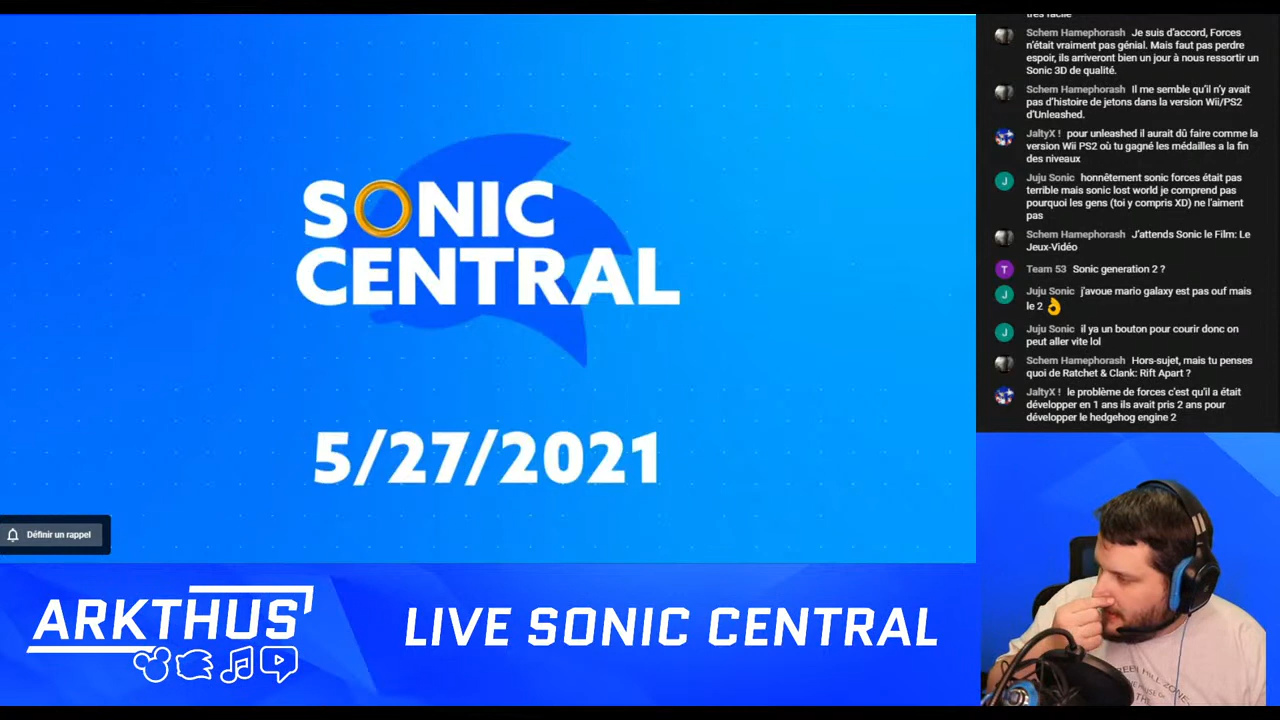 SONIC
CENTRAL
5/27/2021
Définir un rappel
ARKTHUS
LIVE SONIC CENTRAL
très facile
Schem Hamephorash Je suis d'accord, Forces
n'était vraiment pas génial. Mais faut pas perdre
espoir, ils arriveront bien un jour à nous ressortir un
Sonic 3D de qualité.
Schem Hamephorash Il me semble qu'il n'y avait
pas d'histoire de jetons dans la version Wii/PS2
d'Unleashed.
JaltyX ! pour unleashed il aurait dû faire comme la
version Wii PS2 où tu gagné les médailles a la fin
des niveaux
J Juju Sonic honnêtement sonic forces était pas
terrible mais sonic lost world je comprend pas
pourquoi les gens (toi y compris XD) ne l'aiment
pas
Schem Hamephorash J'attends Sonic le Film: Le
Jeux-Vidéo
T Team 53 Sonic generation 2 ?
J Juju Sonic j'avoue mario galaxy est pas ouf mais
le 2 👌
J Juju Sonic il ya un bouton pour courir donc on
peut aller vite lol
Schem Hamephorash Hors-sujet, mais tu penses
quoi de Ratchet & Clank: Rift Apart ?
JaltyX ! le problème de forces c'est qu'il a était
développer en 1 ans ils avait pris 2 ans pour
développer le hedgehog engine 2